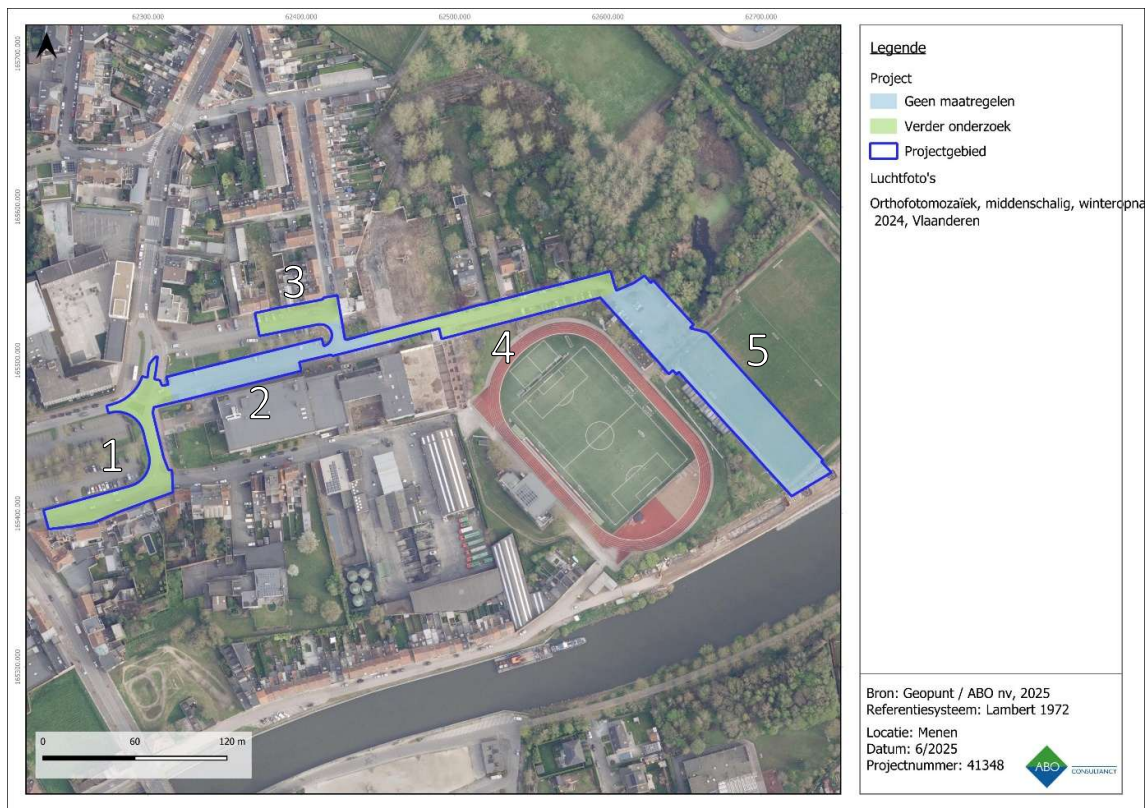 62300.000
62400.000
62500.000
62600.000
62700.000
165700.000
165600.000
165500.000
165400.000
165300.000
3
5
4
2
1
0
60
120 m
Legende
Project
Geen maatregelen
Verder onderzoek
Projectgebied
Luchtfoto's
Orthofotomozaïek, middenschalig, winteropna
2024, Vlaanderen
Bron: Geopunt / ABO nv, 2025
Referentiesysteem: Lambert 1972
Locatie: Menen
Datum: 6/2025
Projectnummer: 41348
ABO CONSULTANCY